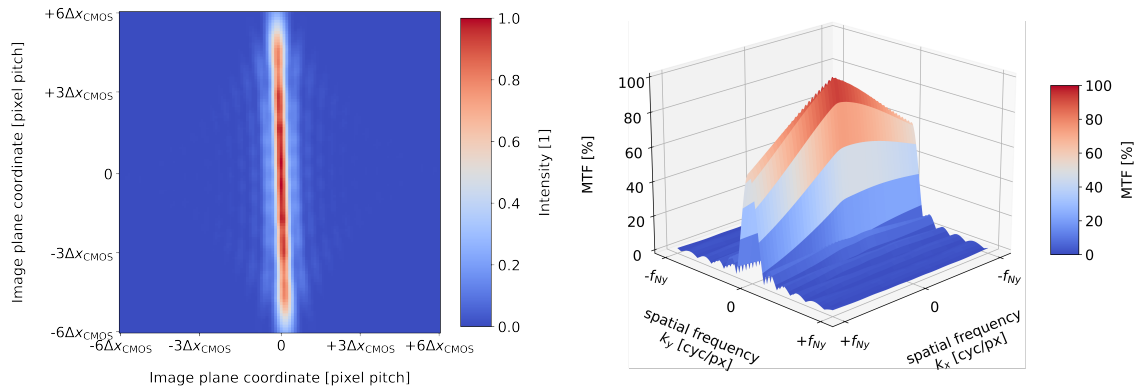 Image plane coordinate [pixel pitch]
+6Δx_CMOS
+3Δx_CMOS
0
-3Δx_CMOS
-6Δx_CMOS
-6Δx_CMOS -3Δx_CMOS 0 +3Δx_CMOS +6Δx_CMOS
Image plane coordinate [pixel pitch]
1.0
0.8
0.6
0.4
0.2
0.0
Intensity [1]
MTF [%]
100
80
60
40
20
0
-f_Ny
0
+f_Ny
spatial frequency
k_y [cyc/px]
-f_Ny
0
+f_Ny
spatial frequency
k_x [cyc/px]
100
80
60
40
20
0
MTF [%]